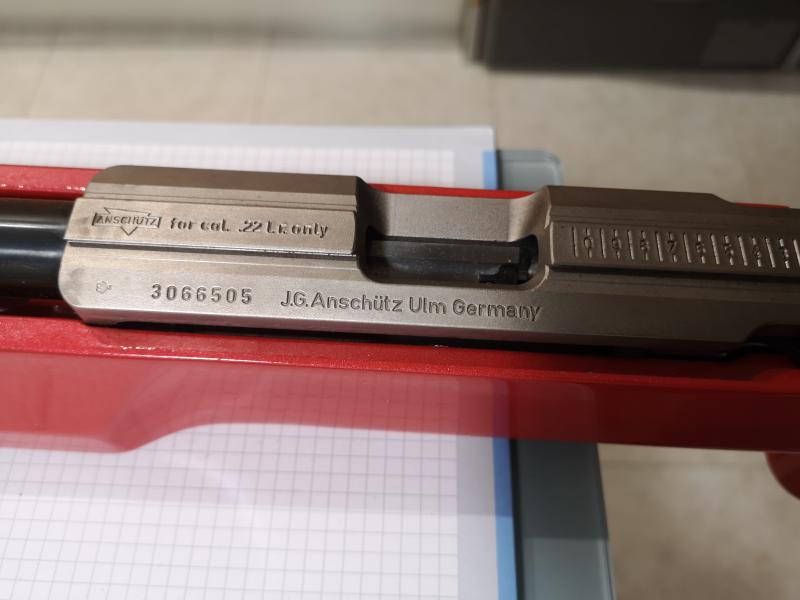 ANSCHÜTZ for cal. .22 l.r. only
3066505 J.G.Anschütz Ulm Germany